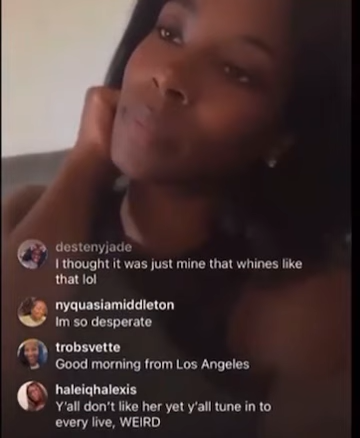 destenyjade
I thought it was just mine that whines like
that lol
nyquasiamiddleton
Im so desperate
trobsvette
Good morning from Los Angeles
haleiqhalexis
Y'all don't like her yet y'all tune in to
every live, WEIRD